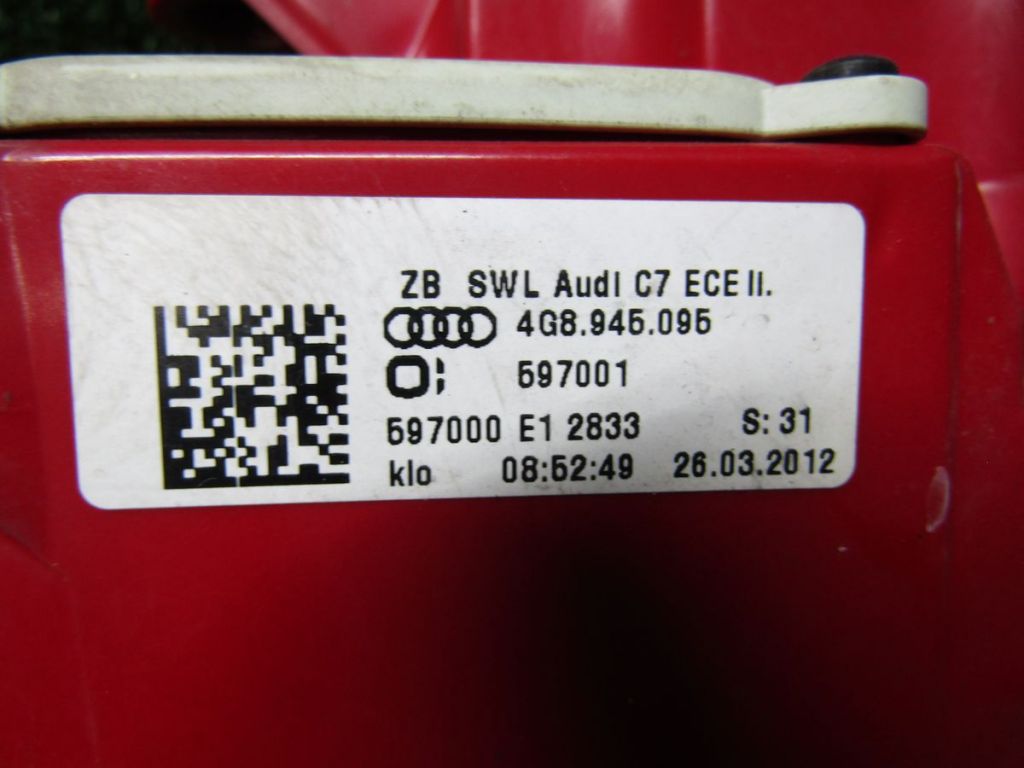 ZB SWL Audi C7 ECE li.
4G8.945.095
597001
597000 E1 2833 S: 31
klo 08:52:49 26.03.2012